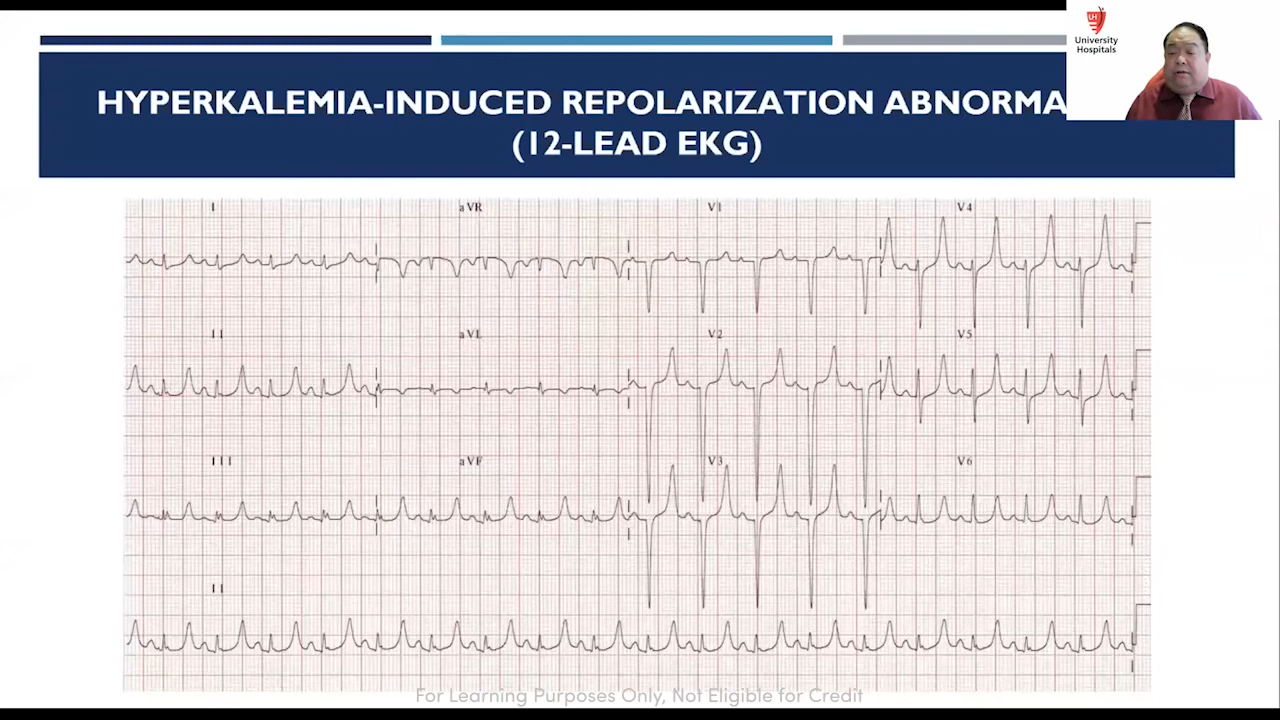 UH
University
Hospitals
HYPERKALEMIA-INDUCED REPOLARIZATION ABNORMA
(12-LEAD EKG)
I aVR V1 V4
II aVL V2 V5
III aVF V3 V6
II
For Learning Purposes Only, Not Eligible for Credit